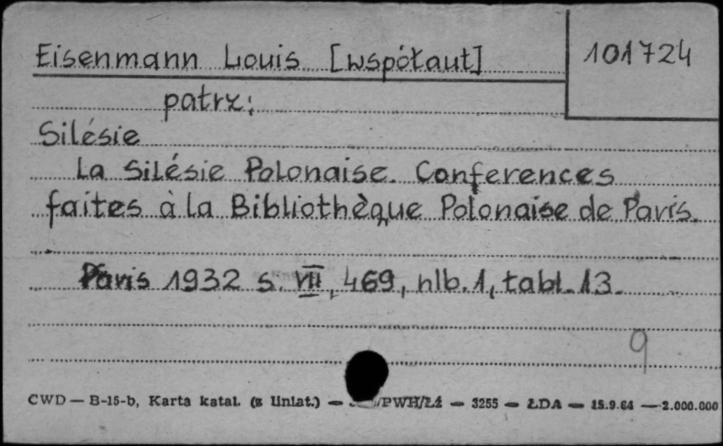 Eisenmann Louis [współaut]
101724
patrz:
Silésie
La Silésie Polonaise. Conferences
faites à la Bibliothèque Polonaise de Paris.
Paris 1932 s. VII, 469, nlb. 1, tabl. 13.
9
CWD — B-15-b, Karta katal. (z liniat.) — /PWH/Łź — 3255 — ŁDA — 15.9.64 — 2.000.000